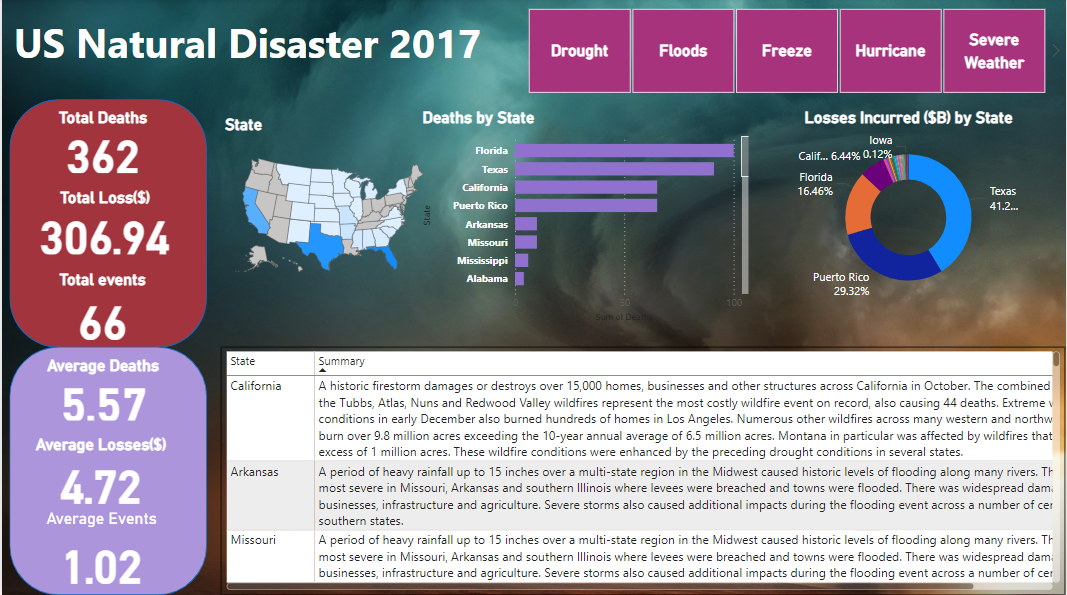 US Natural Disaster 2017
Drought
Floods
Freeze
Hurricane
Severe
Weather
Total Deaths
362
Total Loss($)
306.94
Total events
66
Average Deaths
5.57
Average Losses($)
4.72
Average Events
1.02
State
Deaths by State
State
Florida
Texas
California
Puerto Rico
Arkansas
Missouri
Mississippi
Alabama
50
100
Sum of
Losses Incurred ($B) by State
Iowa
0.12%
Calif... 6.44%
Florida
16.46%
Texas
41.2...
Puerto Rico
29.32%
State Summary
California A historic firestorm damages or destroys over 15,000 homes, businesses and other structures across California in October. The combined
the Tubbs, Atlas, Nuns and Redwood Valley wildfires represent the most costly wildfire event on record, also causing 44 deaths. Extreme
conditions in early December also burned hundreds of homes in Los Angeles. Numerous other wildfires across many western and northw
burn over 9.8 million acres exceeding the 10-year annual average of 6.5 million acres. Montana in particular was affected by wildfires that
excess of 1 million acres. These wildfire conditions were enhanced by the preceding drought conditions in several states.
Arkansas A period of heavy rainfall up to 15 inches over a multi-state region in the Midwest caused historic levels of flooding along many rivers. Th
most severe in Missouri, Arkansas and southern Illinois where levees were breached and towns were flooded. There was widespread dama
businesses, infrastructure and agriculture. Severe storms also caused additional impacts during the flooding event across a number of cer
southern states.
Missouri A period of heavy rainfall up to 15 inches over a multi-state region in the Midwest caused historic levels of flooding along many rivers. Th
most severe in Missouri, Arkansas and southern Illinois where levees were breached and towns were flooded. There was widespread dama
businesses, infrastructure and agriculture. Severe storms also caused additional impacts during the flooding event across a number of cer